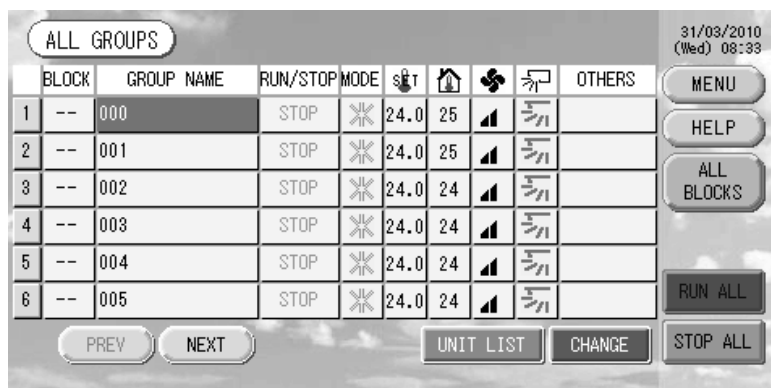 ALL GROUPS
31/03/2010
(Wed) 08:33
BLOCK GROUP NAME RUN/STOP MODE SET OTHERS
1 -- 000 STOP 24.0 25
2 -- 001 STOP 24.0 25
3 -- 002 STOP 24.0 24
4 -- 003 STOP 24.0 24
5 -- 004 STOP 24.0 24
6 -- 005 STOP 24.0 24
MENU
HELP
ALL
BLOCKS
RUN ALL
STOP ALL
PREV NEXT UNIT LIST CHANGE